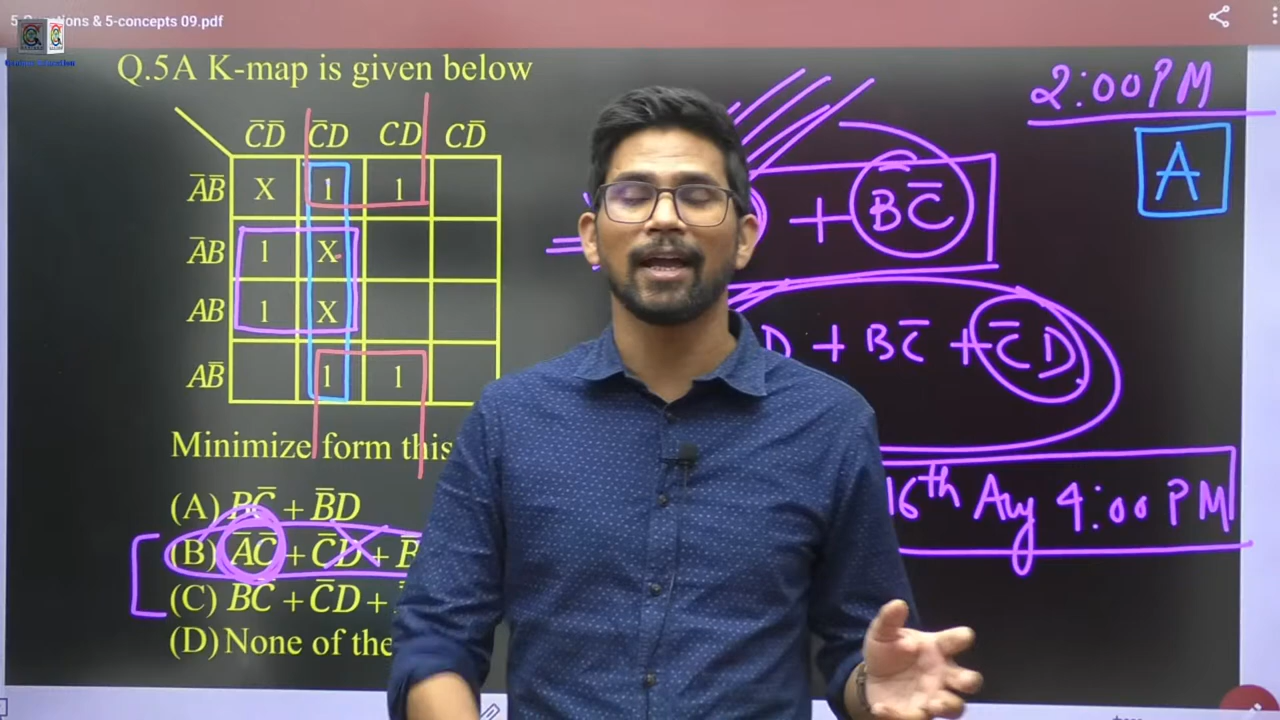 5-Questions & 5-concepts 09.pdf
Q.5A K-map is given below
2:00PM
A
C̄D̄ C̄D CD CD̄
ĀB̄ X 1 1
ĀB 1 X
AB 1 X
AB̄ 1 1
+ BC̄
D + BC̄ + C̄D
Minimize form this
16th Aug 4:00 PM
(A) BC̄ + B̄D
(B) ĀC̄ + C̄D + B̄
(C) BC̄ + C̄D +
(D) None of the